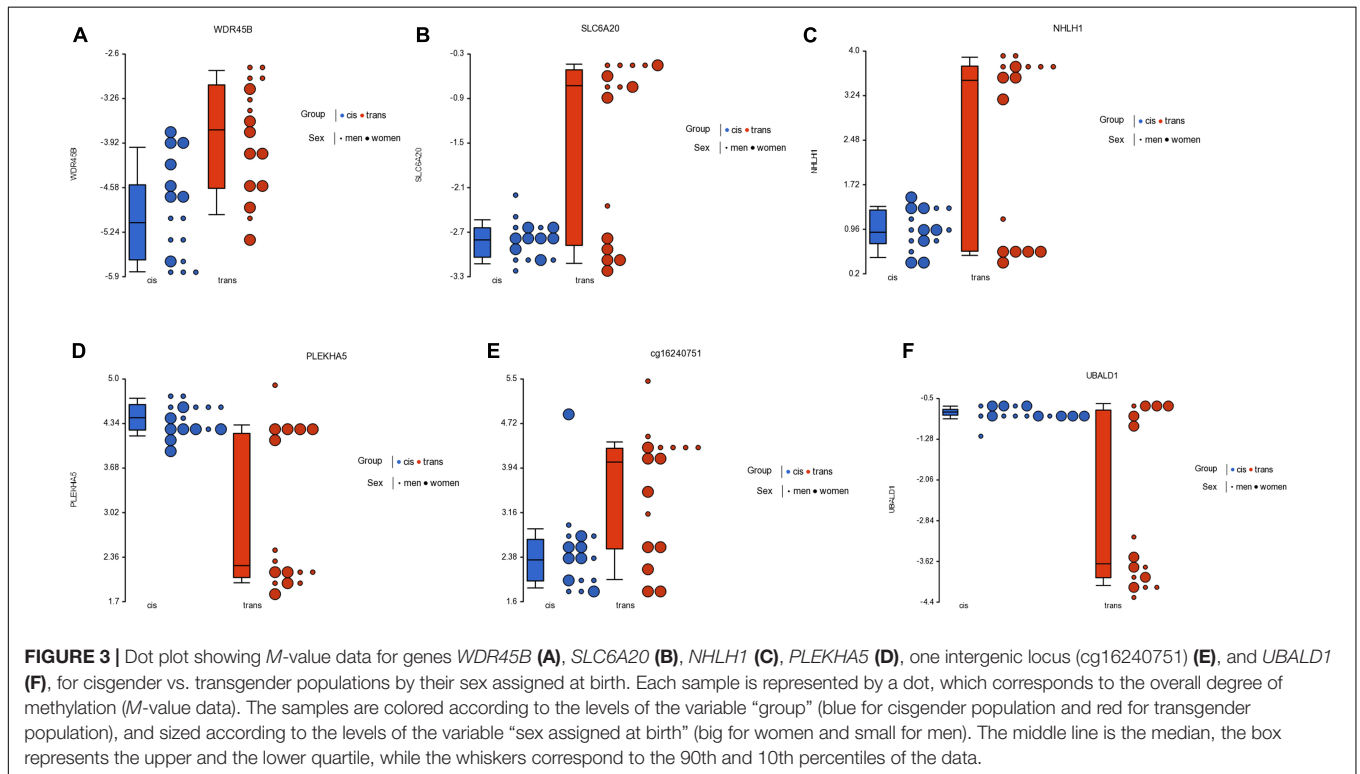 A
WDR45B
-2.6
-3.26
-3.92
-4.58
-5.24
-5.9
WDR45B
cis
trans
Group cis trans
Sex men women
B
SLC6A20
-0.3
-0.9
-1.5
-2.1
-2.7
-3.3
SLC6A20
cis
trans
Group cis trans
Sex men women
C
NHLH1
4.0
3.24
2.48
1.72
0.96
0.2
NHLH1
cis
trans
Group cis trans
Sex men women
D
PLEKHA5
5.0
4.34
3.68
3.02
2.36
1.7
PLEKHA5
cis
trans
Group cis trans
Sex men women
E
cg16240751
5.5
4.72
3.94
3.16
2.38
1.6
cg16240751
cis
trans
Group cis trans
Sex men women
F
UBALD1
-0.5
-1.28
-2.06
-2.84
-3.62
-4.4
UBALD1
cis
trans
Group cis trans
Sex men women
FIGURE 3 | Dot plot showing M-value data for genes WDR45B (A), SLC6A20 (B), NHLH1 (C), PLEKHA5 (D), one intergenic locus (cg16240751) (E), and UBALD1
(F), for cisgender vs. transgender populations by their sex assigned at birth. Each sample is represented by a dot, which corresponds to the overall degree of
methylation (M-value data). The samples are colored according to the levels of the variable “group” (blue for cisgender population and red for transgender
population), and sized according to the levels of the variable “sex assigned at birth” (big for women and small for men). The middle line is the median, the box
represents the upper and the lower quartile, while the whiskers correspond to the 90th and 10th percentiles of the data.